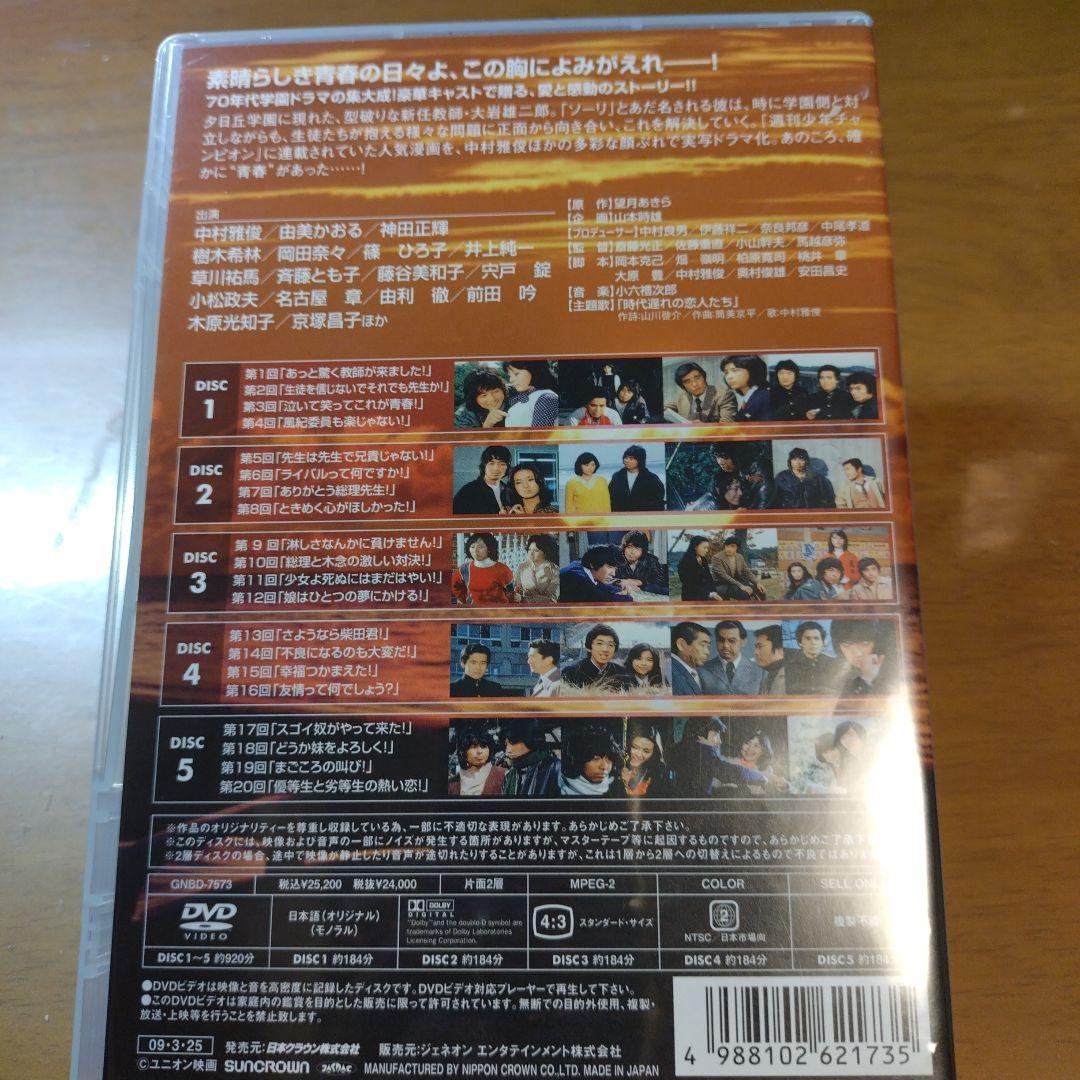 素晴らしき青春の日々よ、この胸によみがえれ——！
70年代学園ドラマの集大成！豪華キャストで贈る、愛と感動のストーリー！！
夕日丘学園に現れた、型破りな新任教師・大岩雄二郎。「ソーリ」とあだ名される彼は、時に学園側と対
立しながらも、生徒たちが抱える様々な問題に正面から向き合い、これを解決していく。「週刊少年チャ
ンピオン」に連載されていた人気漫画を、中村雅俊ほかの多彩な顔ぶれで実写ドラマ化。あのころ、確
かに“青春”があった……！
出演
中村雅俊／由美かおる／神田正輝
樹木希林／岡田奈々／篠 ひろ子／井上純一
草川祐馬／斉藤とも子／藤谷美和子／宍戸 錠
小松政夫／名古屋 章／由利 徹／前田 吟
木原光知子／京塚昌子ほか
【原 作】望月あきら
【企 画】山本時雄
【プロデューサー】中村良男／伊藤祥二／奈良邦彦／中尾孝道
【監 督】斎藤光正／佐藤重直／小山幹夫／馬越彦弥
【脚 本】岡本克己／畑 嶺明／柏原寛司／桃井 章
大原 豊／中村雅俊／奥村俊雄／安田昌史
【音 楽】小六禮次郎
【主題歌】「時代遅れの恋人たち」
作詩：山川啓介／作曲：筒美京平／歌：中村雅俊
DISC 1
第1回「あっと驚く教師が来ました！」
第2回「生徒を信じないでそれでも先生か！」
第3回「泣いて笑ってこれが青春！」
第4回「風紀委員も楽じゃない！」
DISC 2
第5回「先生は先生で兄貴じゃない！」
第6回「ライバルって何ですか！」
第7回「ありがとう総理先生！」
第8回「ときめく心がほしかった！」
DISC 3
第 9 回「淋しさなんかに負けません！」
第10回「総理と木念の激しい対決！」
第11回「少女よ死ぬにはまだはやい！」
第12回「娘はひとつの夢にかける！」
DISC 4
第13回「さようなら柴田君！」
第14回「不良になるのも大変だ！」
第15回「幸福つかまえた！」
第16回「友情って何でしょう？」
DISC 5
第17回「スゴイ奴がやって来た！」
第18回「どうか妹をよろしく！」
第19回「まごころの叫び！」
第20回「優等生と劣等生の熱い恋！」
※作品のオリジナリティーを尊重し収録している為、一部に不適切な表現があります。あらかじめご了承下さい。
※このディスクには、映像および音声の一部にノイズが発生する箇所がありますが、マスターテープ等に起因するものですので、あらかじめご了承下さい。
※2層ディスクの場合、途中で映像が静止したり音声が途切れたりすることがありますが、これは1層から2層への切替えによるもので不良ではありま
GNBD-7573 税込¥25,200 税抜¥24,000 片面2層 MPEG-2 COLOR SELL ONLY
DVD VIDEO
日本語（オリジナル）
（モノラル）
DOLBY DIGITAL
"Dolby"and the double-D symbol are
trademarks of Dolby Laboratories
Licensing Corporation.
4:3 スタンダード・サイズ
2
NTSC 日本市場向
複製不
DISC 1～5 約920分 DISC 1 約184分 DISC 2 約184分 DISC 3 約184分 DISC 4 約184分 DISC 5 約184分
●DVDビデオは映像と音を高密度に記録したディスクです。DVDビデオ対応プレーヤーで再生して下さい。
●このDVDビデオは家庭内の鑑賞を目的とした販売に限って許可されています。無断での目的外使用、複製・
放送・上映等を行うことを禁止致します。
09・3・25 発売元：日本クラウン株式会社 販売元：ジェネオン エンタテインメント株式会社
©ユニオン映画 SUNCROWN MANUFACTURED BY NIPPON CROWN CO.,LTD. MADE IN JAPAN
4 988102 621735